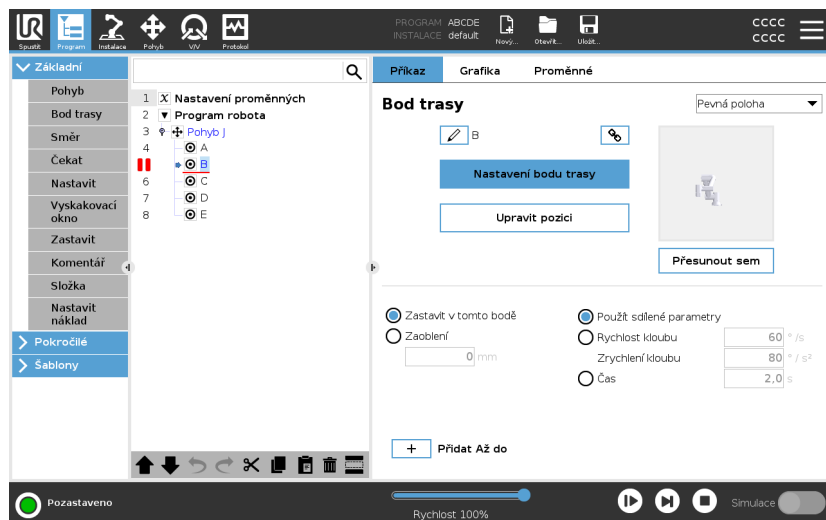 UR
Spustit
Program
Instalace
Pohyb
V/V
Protokol
PROGRAM ABCDE
INSTALACE default
Nový...
Otevřít...
Uložit...
CCCC
CCCC
Základní
Pohyb
Bod trasy
Směr
Čekat
Nastavit
Vyskakovací
okno
Zastavit
Komentář
Složka
Nastavit
náklad
Pokročilé
Šablony
1 X Nastavení proměnných
2 Program robota
3 Pohyb J
4 A
B
6 C
7 D
8 E
Příkaz
Grafika
Proměnné
Bod trasy
Pevná poloha
B
Nastavení bodu trasy
Upravit pozici
Přesunout sem
Zastavit v tomto bodě
Zaoblení
0 mm
Použít sdílené parametry
Rychlost kloubu 60 °/s
Zrychlení kloubu 80 °/s²
Čas 2,0 s
+ Přidat Až do
Pozastaveno
Rychlost 100%
Simulace